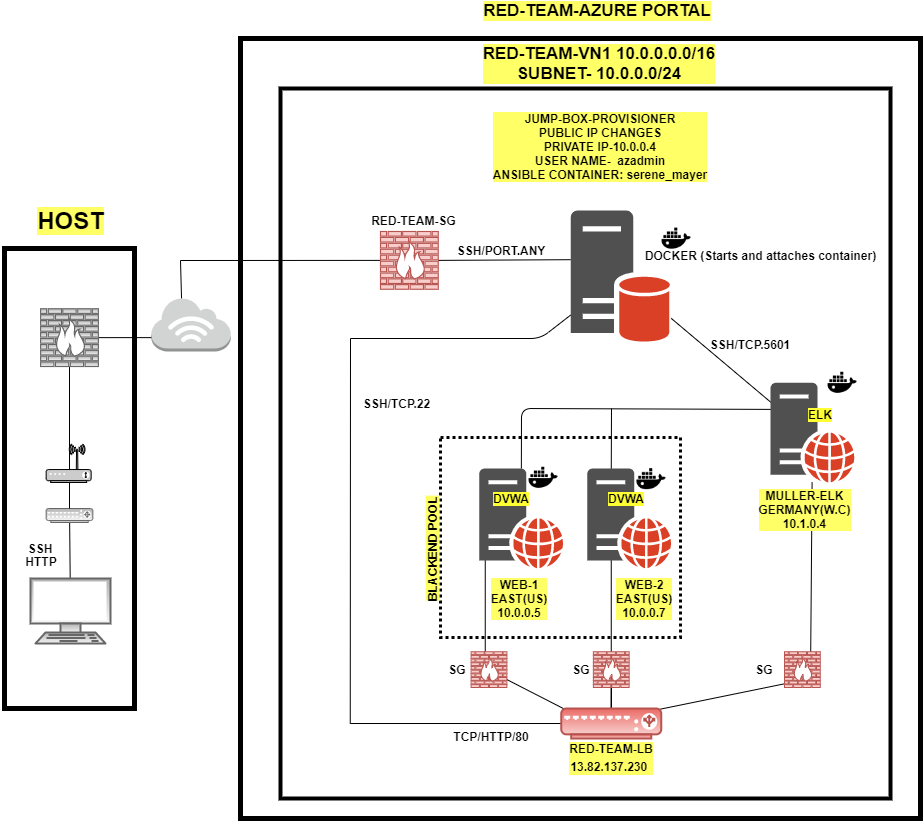 RED-TEAM-AZURE PORTAL
RED-TEAM-VN1 10.0.0.0.0/16
SUBNET- 10.0.0.0/24
JUMP-BOX-PROVISIONER
PUBLIC IP CHANGES
PRIVATE IP-10.0.0.4
USER NAME- azadmin
ANSIBLE CONTAINER: serene_mayer
HOST
RED-TEAM-SG
SSH/PORT.ANY
DOCKER (Starts and attaches container)
SSH/TCP.5601
SSH/TCP.22
ELK
MULLER-ELK
GERMANY(W.C)
10.1.0.4
BLACKEND POOL
DVWA
DVWA
WEB-1
EAST(US)
10.0.0.5
WEB-2
EAST(US)
10.0.0.7
SSH
HTTP
SG
SG
SG
TCP/HTTP/80
RED-TEAM-LB
13.82.137.230